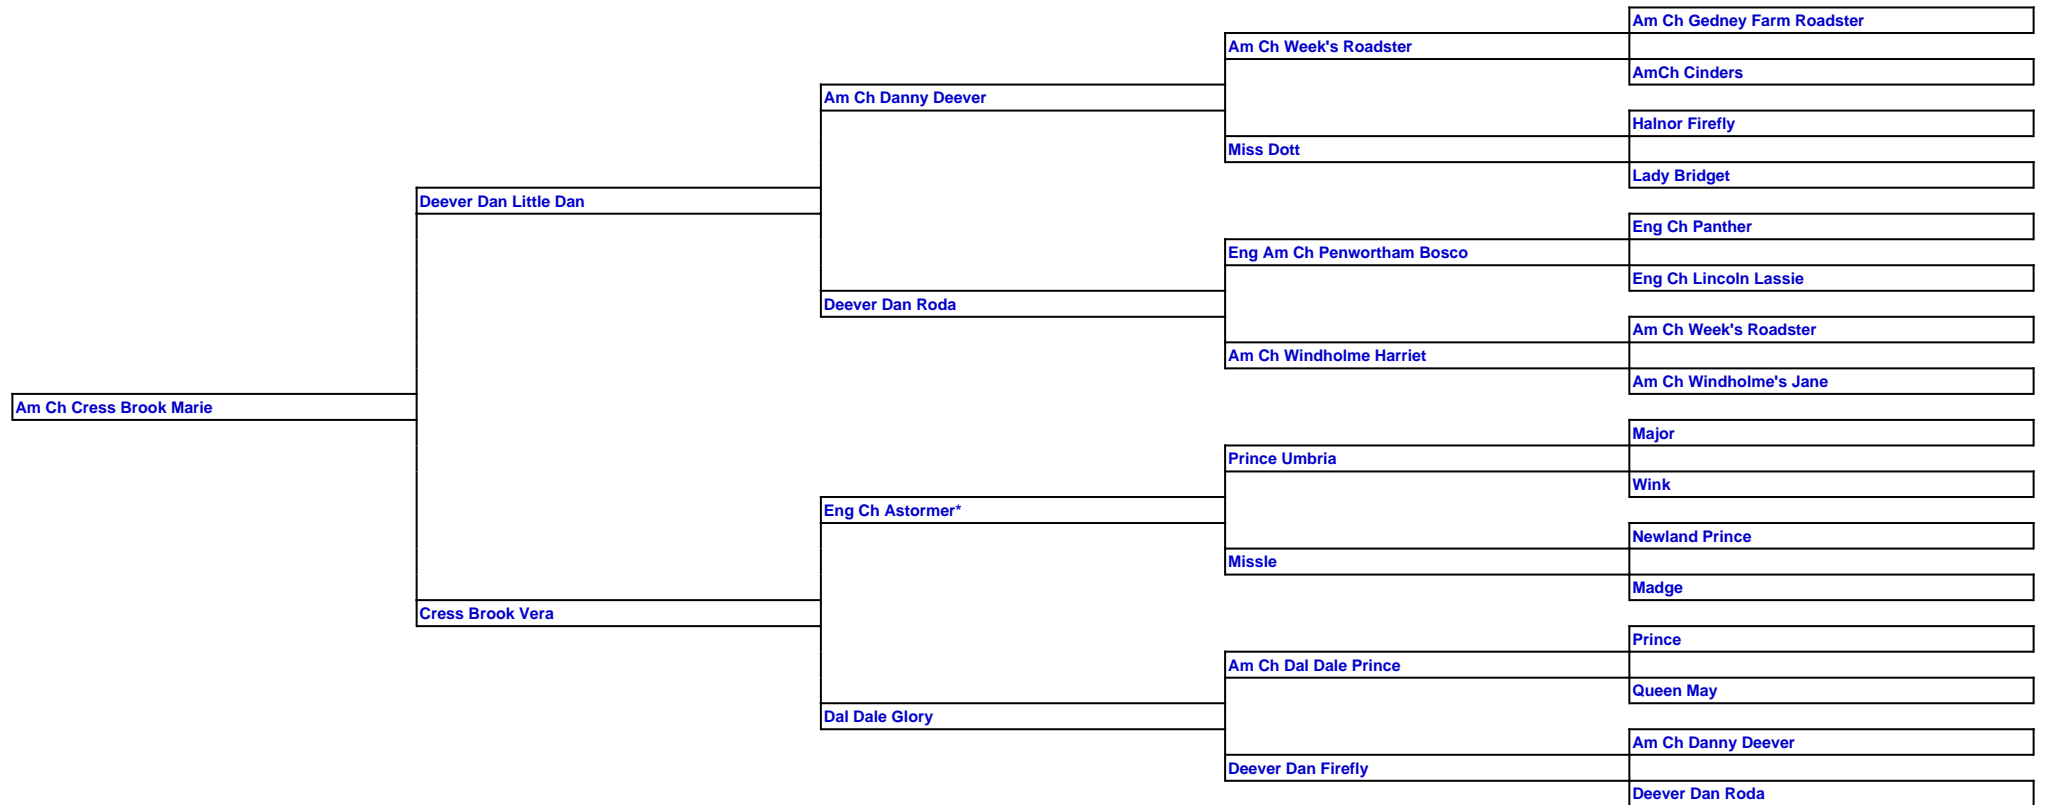 Am Ch Gedney Farm Roadster
Am Ch Week's Roadster
AmCh Cinders
Am Ch Danny Deever
Halnor Firefly
Miss Dott
Lady Bridget
Deever Dan Little Dan
Eng Ch Panther
Eng Am Ch Penwortham Bosco
Eng Ch Lincoln Lassie
Deever Dan Roda
Am Ch Week's Roadster
Am Ch Windholme Harriet
Am Ch Windholme's Jane
Am Ch Cress Brook Marie
Major
Prince Umbria
Wink
Eng Ch Astormer*
Newland Prince
Missle
Madge
Cress Brook Vera
Prince
Am Ch Dal Dale Prince
Queen May
Dal Dale Glory
Am Ch Danny Deever
Deever Dan Firefly
Deever Dan Roda